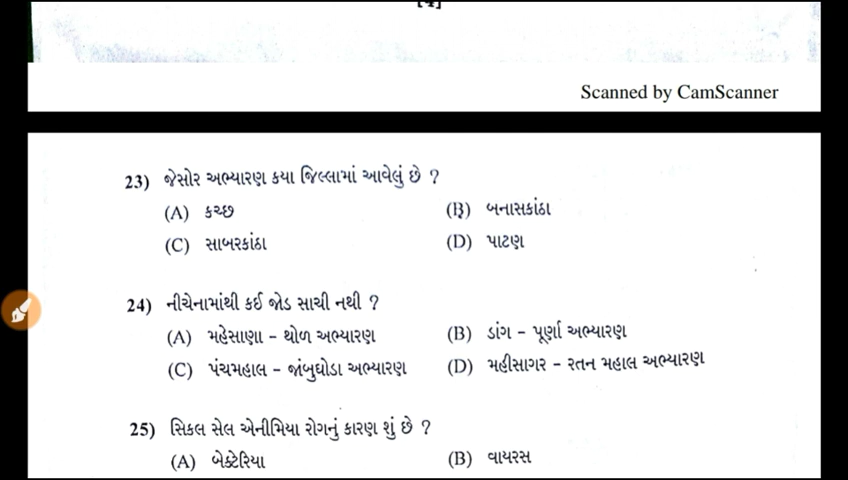 [4]
Scanned by CamScanner
23) જેસોર અભ્યારણ કયા જિલ્લામાં આવેલું છે ?
(A) કચ્છ (B) બનાસકાંઠા
(C) સાબરકાંઠા (D) પાટણ
24) નીચેનામાંથી કઈ જોડ સાચી નથી ?
(A) મહેસાણા - થોળ અભ્યારણ (B) ડાંગ - પૂર્ણા અભ્યારણ
(C) પંચમહાલ - જાંબુઘોડા અભ્યારણ (D) મહીસાગર - રતન મહાલ અભ્યારણ
25) સિકલ સેલ એનીમિયા રોગનું કારણ શું છે ?
(A) બેક્ટેરિયા (B) વાયરસ